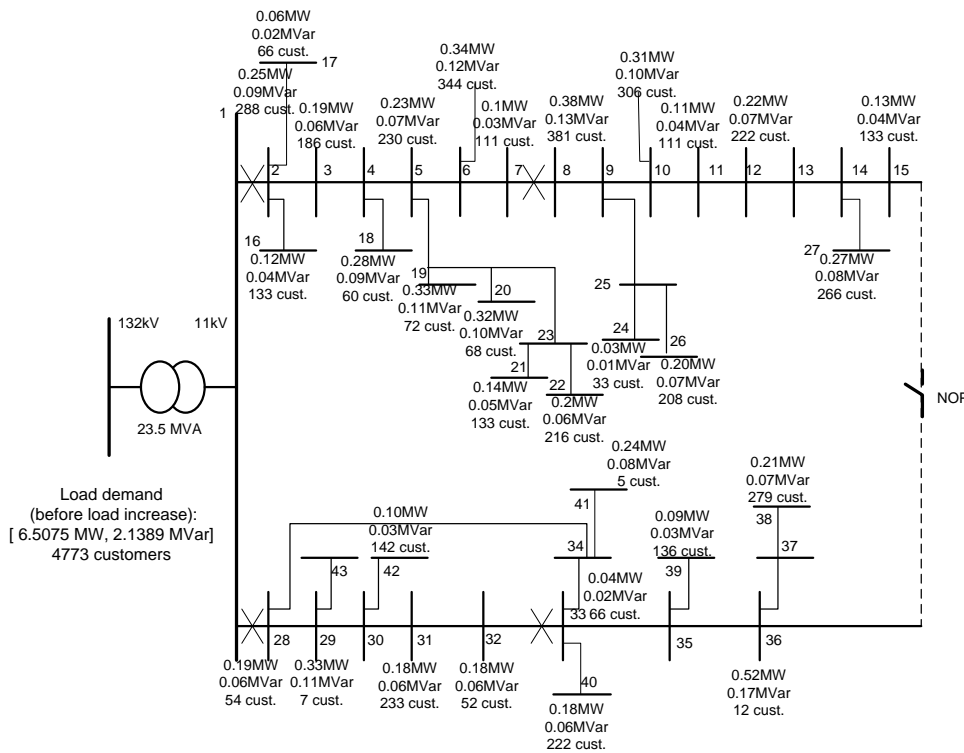 0.06MW
0.02MVar
66 cust.
17
0.25MW
0.09MVar
288 cust.
1
0.19MW
0.06MVar
186 cust.
0.23MW
0.07MVar
230 cust.
0.34MW
0.12MVar
344 cust.
0.1MW
0.03MVar
111 cust.
0.38MW
0.13MVar
381 cust.
0.31MW
0.10MVar
306 cust.
0.11MW
0.04MVar
111 cust.
0.22MW
0.07MVar
222 cust.
0.13MW
0.04MVar
133 cust.
2
3
4
5
6
7
8
9
10
11
12
13
14
15
16
0.12MW
0.04MVar
133 cust.
18
0.28MW
0.09MVar
60 cust.
19
0.33MW
0.11MVar
72 cust.
20
0.32MW
0.10MVar
68 cust.
23
21
0.14MW
0.05MVar
133 cust.
22
0.2MW
0.06MVar
216 cust.
25
24
0.03MW
0.01MVar
33 cust.
26
0.20MW
0.07MVar
208 cust.
27
0.27MW
0.08MVar
266 cust.
132kV
11kV
23.5 MVA
NOP
Load demand
(before load increase):
[ 6.5075 MW, 2.1389 MVar]
4773 customers
0.24MW
0.08MVar
5 cust.
41
0.10MW
0.03MVar
142 cust.
43
42
34
0.04MW
0.02MVar
66 cust.
0.09MW
0.03MVar
136 cust.
39
0.21MW
0.07MVar
279 cust.
38
37
28
29
30
31
32
33
35
36
0.19MW
0.06MVar
54 cust.
0.33MW
0.11MVar
7 cust.
0.18MW
0.06MVar
233 cust.
0.18MW
0.06MVar
52 cust.
40
0.18MW
0.06MVar
222 cust.
0.52MW
0.17MVar
12 cust.